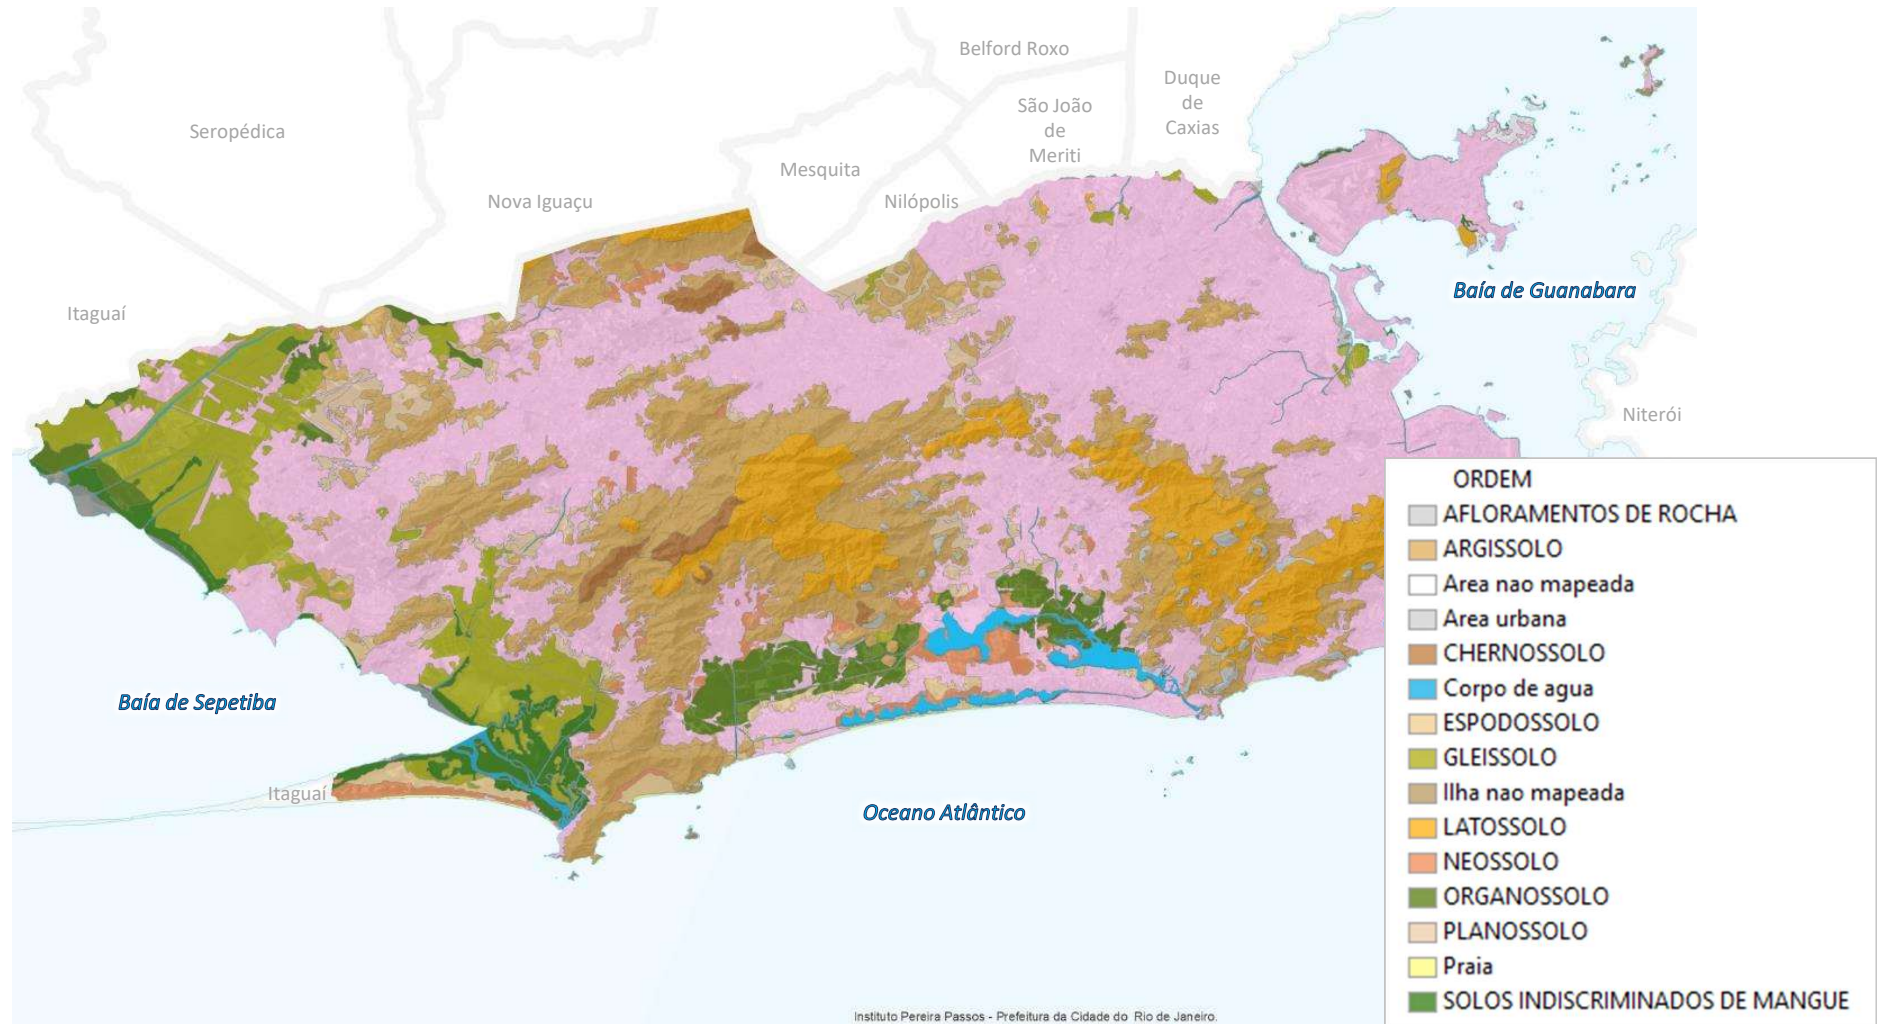 Belford Roxo
Duque
de
Caxias
São João
de
Meriti
Seropédica
Mesquita
Nova Iguaçu
Nilópolis
Itaguaí
Baía de Guanabara
Niterói
Baía de Sepetiba
Itaguaí
Oceano Atlântico
ORDEM
AFLORAMENTOS DE ROCHA
ARGISSOLO
Area nao mapeada
Area urbana
CHERNOSSOLO
Corpo de agua
ESPODOSSOLO
GLEISSOLO
Ilha nao mapeada
LATOSSOLO
NEOSSOLO
ORGANOSSOLO
PLANOSSOLO
Praia
SOLOS INDISCRIMINADOS DE MANGUE
Instituto Pereira Passos - Prefeitura da Cidade do Rio de Janeiro.